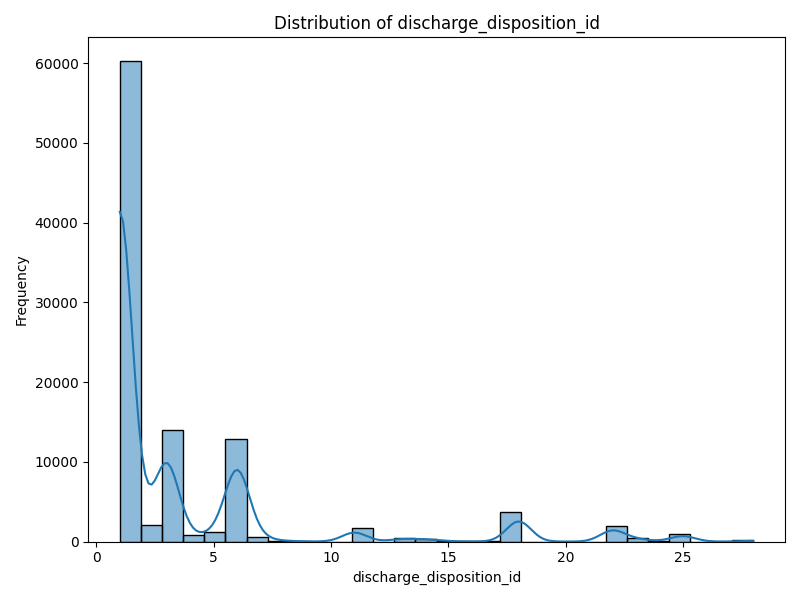 Distribution of discharge_disposition_id
60000
50000
40000
30000
20000
10000
0
Frequency
0 5 10 15 20 25
discharge_disposition_id